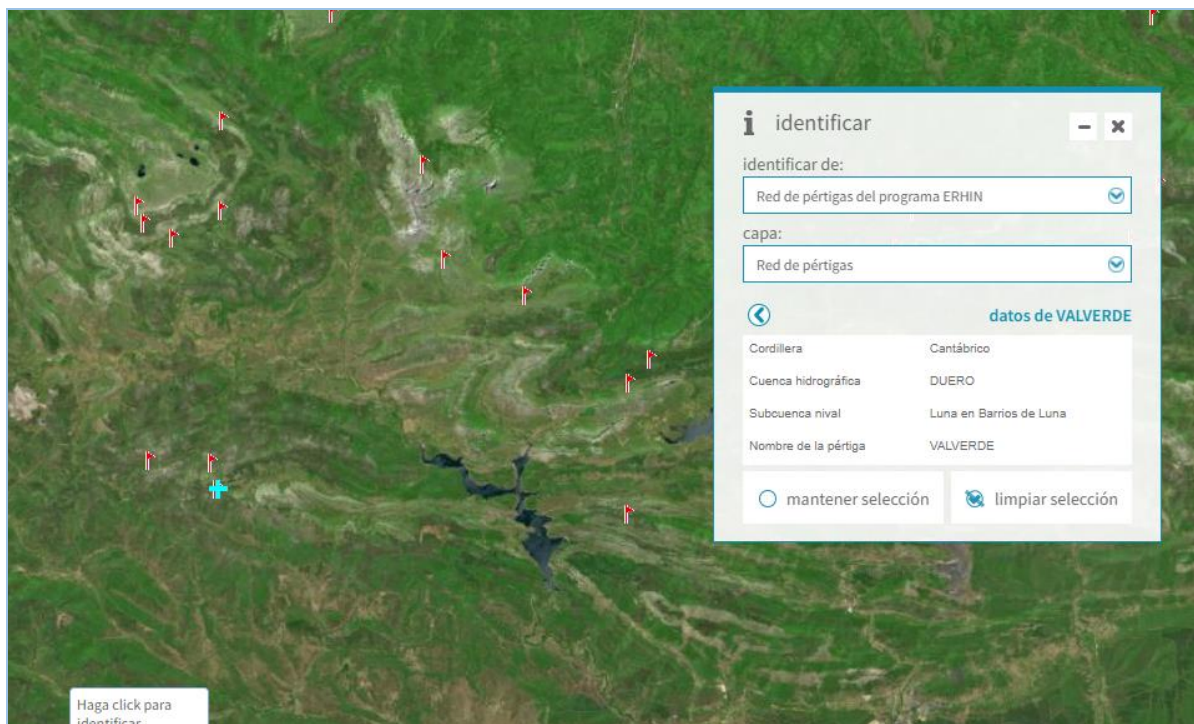 identificar
identificar de:
Red de pértigas del programa ERHIN
capa:
Red de pértigas
datos de VALVERDE
Cordillera Cantábrico
Cuenca hidrográfica DUERO
Subcuenca nival Luna en Barrios de Luna
Nombre de la pértiga VALVERDE
mantener selección limpiar selección
Haga click para
identificar